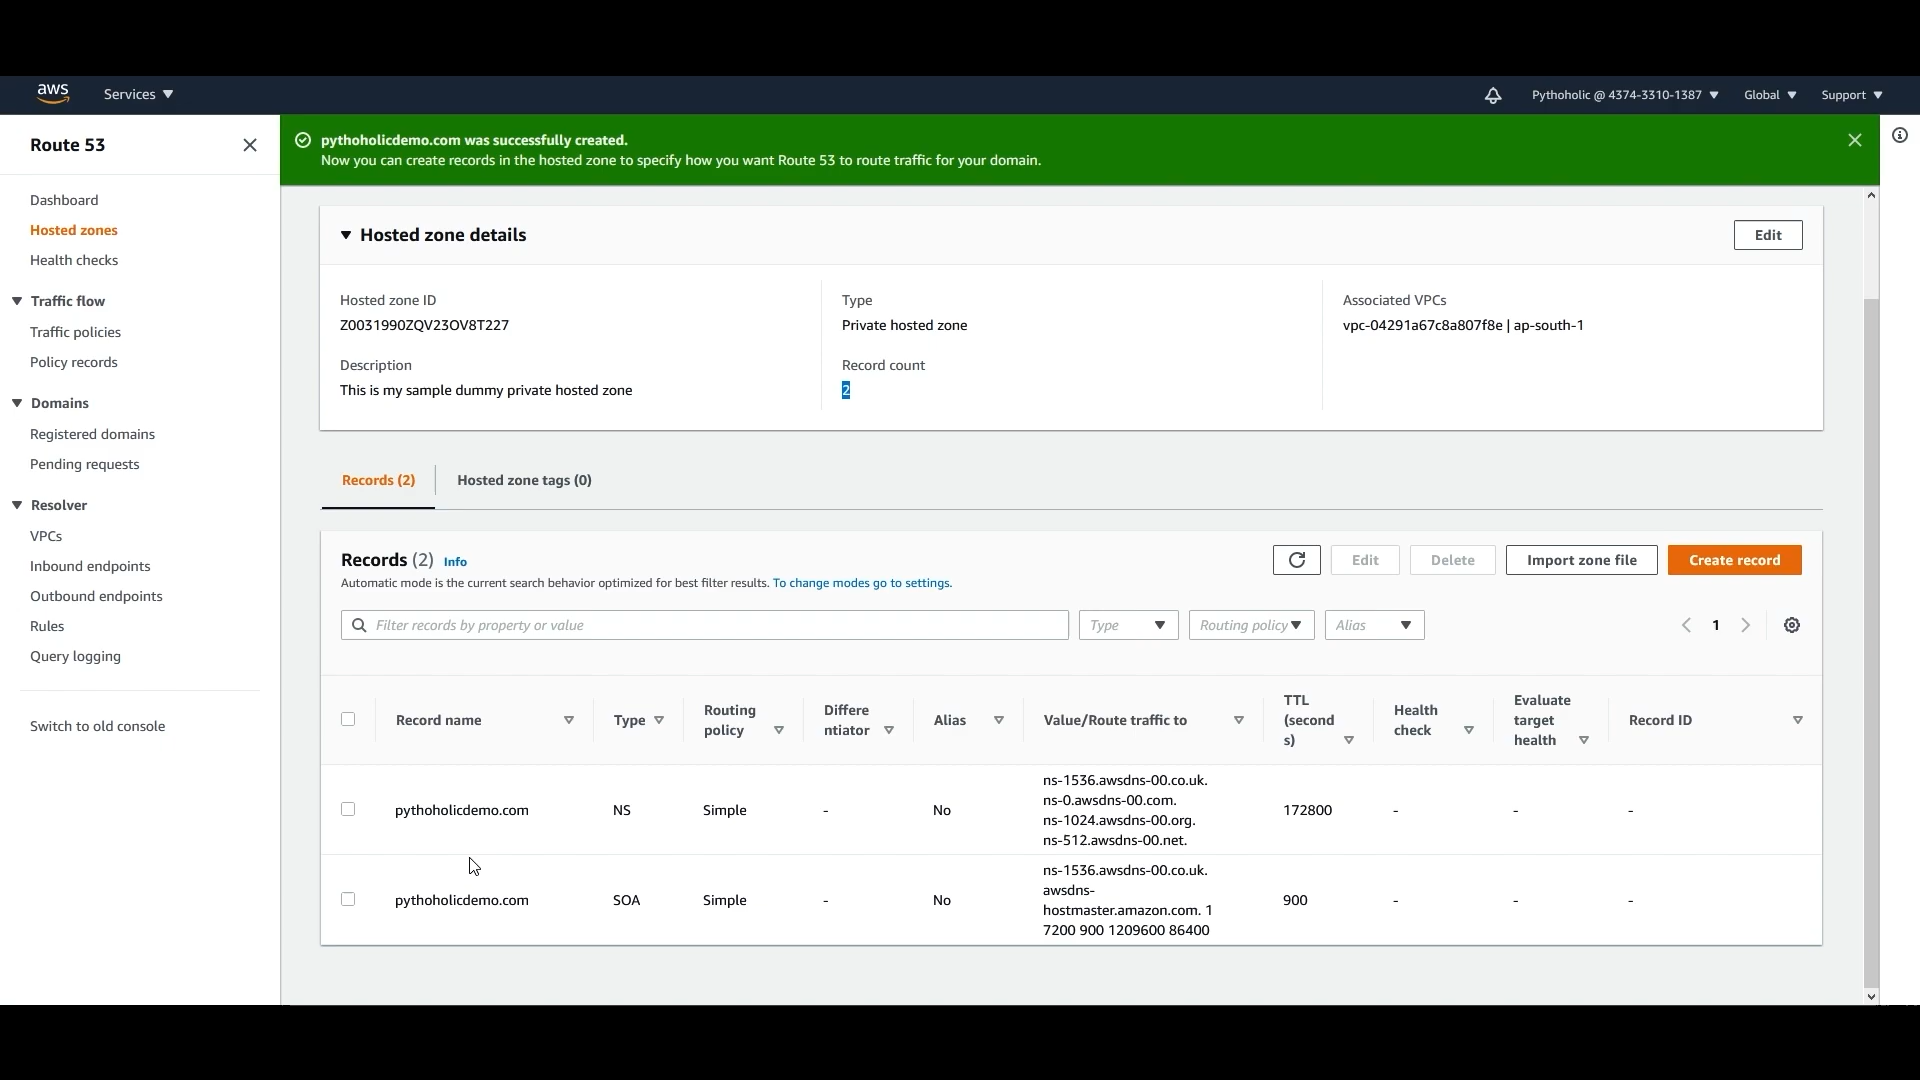 aws
Services
Pythoholic @ 4374-3310-1387
Global
Support
Route 53
pythoholicdemo.com was successfully created.
Now you can create records in the hosted zone to specify how you want Route 53 to route traffic for your domain.
Dashboard
Hosted zones
Health checks
Traffic flow
Traffic policies
Policy records
Domains
Registered domains
Pending requests
Resolver
VPCs
Inbound endpoints
Outbound endpoints
Rules
Query logging
Switch to old console
Hosted zone details
Edit
Hosted zone ID
Z0031990ZQV23OV8T227
Type
Private hosted zone
Associated VPCs
vpc-04291a67c8a807f8e | ap-south-1
Description
This is my sample dummy private hosted zone
Record count
2
Records (2)
Hosted zone tags (0)
Records (2) Info
Automatic mode is the current search behavior optimized for best filter results. To change modes go to settings.
Edit
Delete
Import zone file
Create record
Filter records by property or value
Type
Routing policy
Alias
1
Record name
Type
Routing
policy
Differe
ntiator
Alias
Value/Route traffic to
TTL
(second
s)
Health
check
Evaluate
target
health
Record ID
pythoholicdemo.com
NS
Simple
-
No
ns-1536.awsdns-00.co.uk.
ns-0.awsdns-00.com.
ns-1024.awsdns-00.org.
ns-512.awsdns-00.net.
172800
-
-
-
pythoholicdemo.com
SOA
Simple
-
No
ns-1536.awsdns-00.co.uk.
awsdns-
hostmaster.amazon.com. 1
7200 900 1209600 86400
900
-
-
-